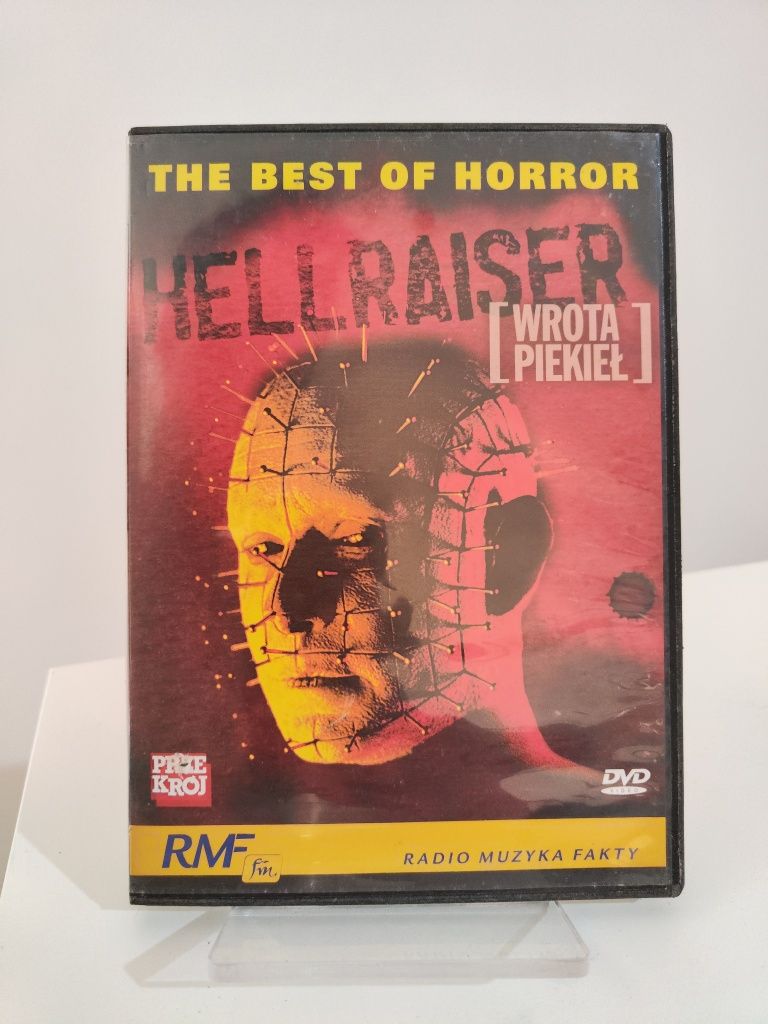 THE BEST OF HORROR
HELLRAISER
[WROTA
PIEKIEŁ]
PRZE
KRÓJ
DVD
VIDEO
RMF
fm
RADIO MUZYKA FAKTY